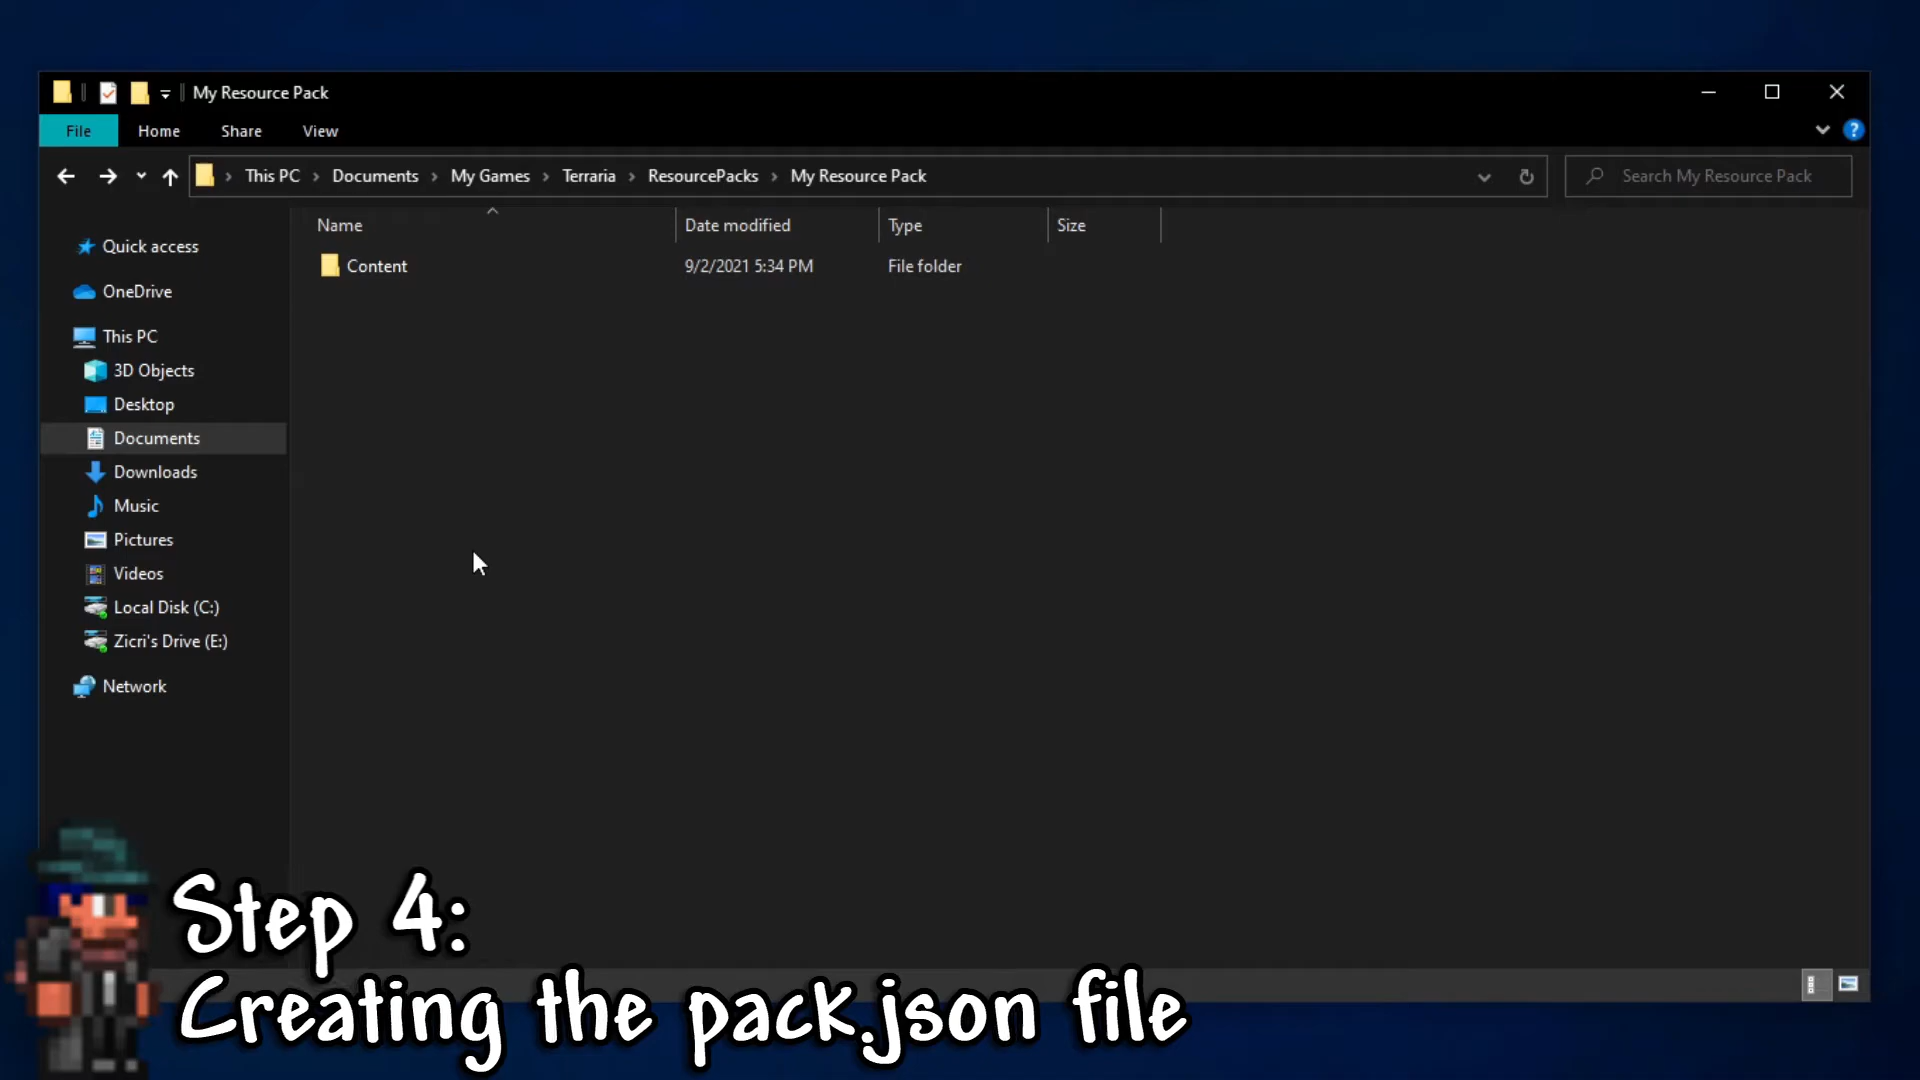 My Resource Pack
File Home Share View
This PC Documents My Games Terraria ResourcePacks My Resource Pack
Search My Resource Pack
Name Date modified Type Size
Content 9/2/2021 5:34 PM File folder
Quick access
OneDrive
This PC
3D Objects
Desktop
Documents
Downloads
Music
Pictures
Videos
Local Disk (C:)
Zicri's Drive (E:)
Network
Step 4:
Creating the pack.json file